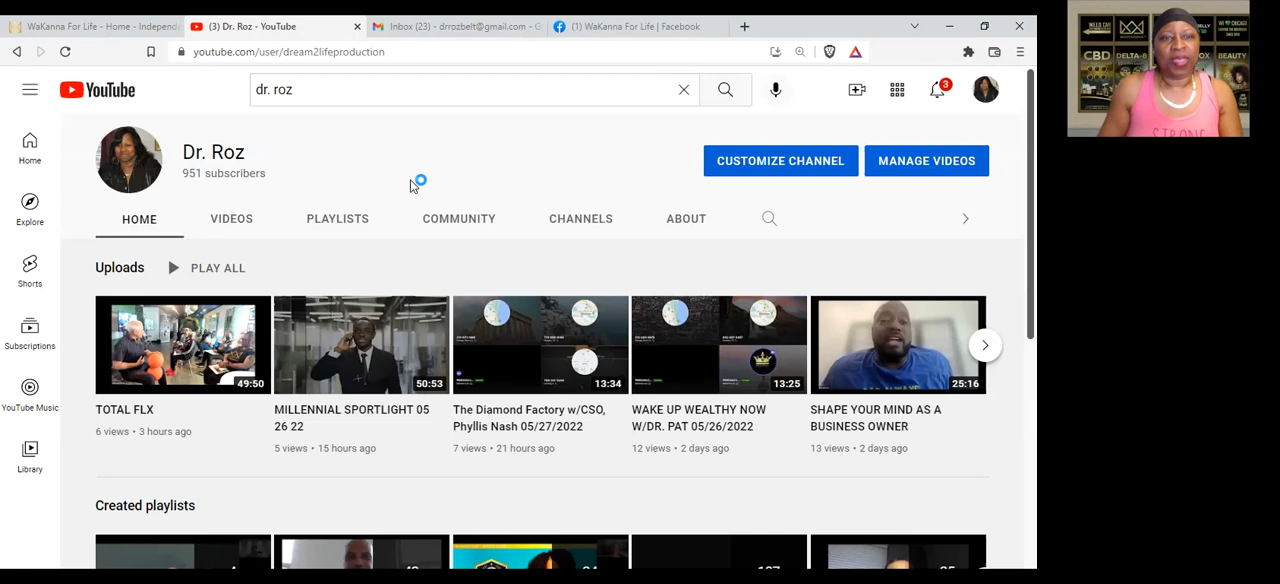 WaKanna For Life - Home - Independ
(3) Dr. Roz - YouTube
Inbox (23) - drrozbelt@gmail.com - G
(1) WaKanna For Life | Facebook
youtube.com/user/dream2lifeproduction
YouTube
dr. roz
3
Dr. Roz
951 subscribers
CUSTOMIZE CHANNEL
MANAGE VIDEOS
HOME
VIDEOS
PLAYLISTS
COMMUNITY
CHANNELS
ABOUT
Home
Explore
Shorts
Subscriptions
YouTube Music
Library
Uploads
PLAY ALL
49:50
50:53
13:34
13:25
25:16
TOTAL FLX
6 views • 3 hours ago
MILLENNIAL SPORTLIGHT 05
26 22
5 views • 15 hours ago
The Diamond Factory w/CSO,
Phyllis Nash 05/27/2022
7 views • 21 hours ago
WAKE UP WEALTHY NOW
W/DR. PAT 05/26/2022
12 views • 2 days ago
SHAPE YOUR MIND AS A
BUSINESS OWNER
13 views • 2 days ago
Created playlists
CBD
DELTA-8
BEAUTY
STRONG